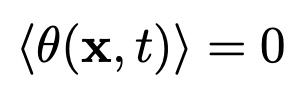 ⟨θ(𝐱, t)⟩ = 0